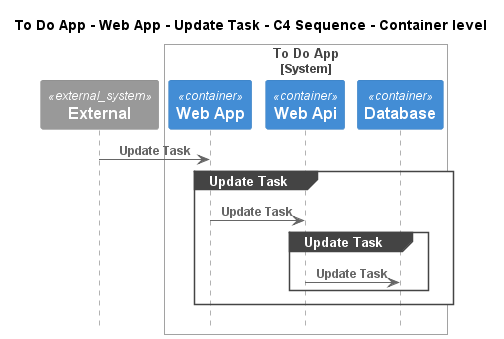 To Do App - Web App - Update Task - C4 Sequence - Container level
To Do App
[System]
«external_system» «container» «container» «container»
External Web App Web Api Database
Update Task
Update Task
Update Task
Update Task
Update Task